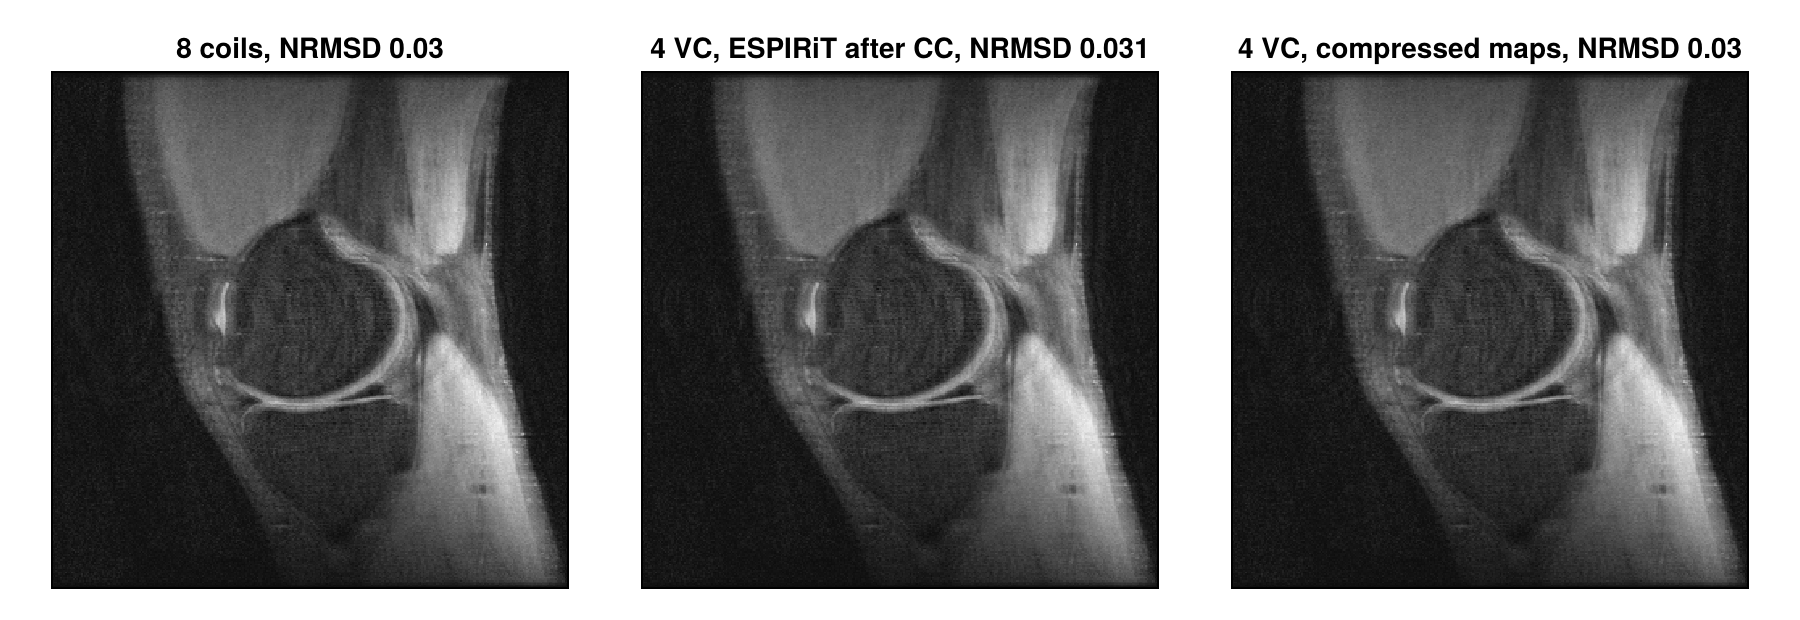 8 coils, NRMSD 0.03
4 VC, ESPIRiT after CC, NRMSD 0.031
4 VC, compressed maps, NRMSD 0.03